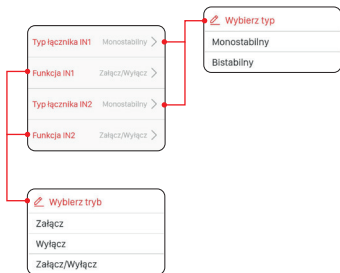 Typ łącznika IN1 Monostabilny
Funkcja IN1 Załącz/Wyłącz
Typ łącznika IN2 Monostabilny
Funkcja IN2 Załącz/Wyłącz
Wybierz typ
Monostabilny
Bistabilny
Wybierz tryb
Załącz
Wyłącz
Załącz/Wyłącz